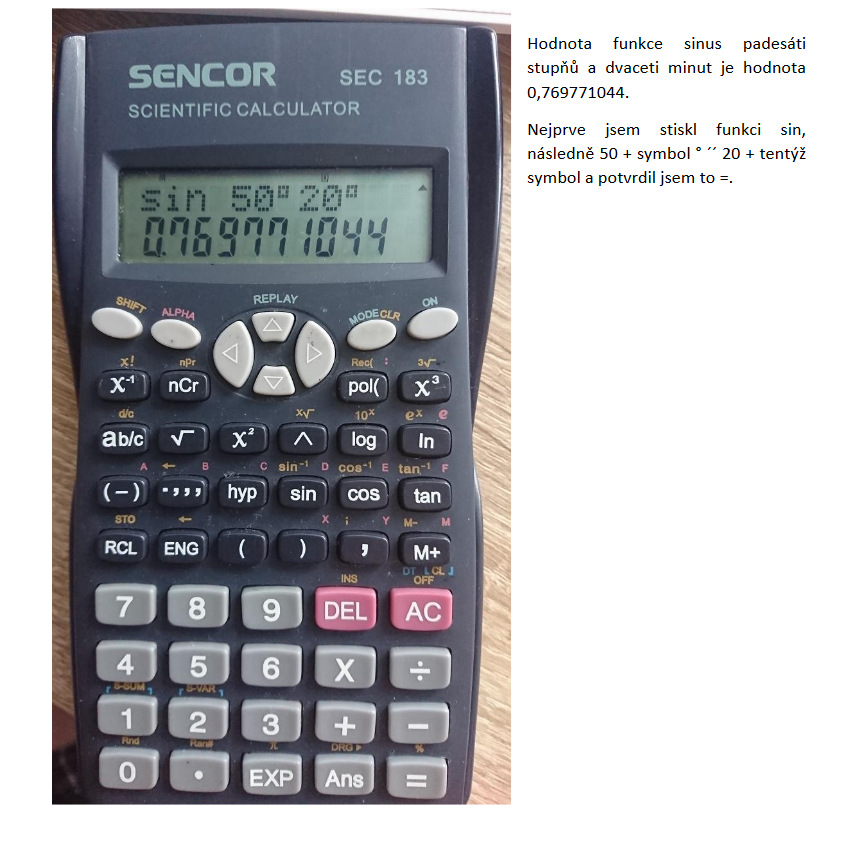 Hodnota funkce sinus padesáti
stupňů a dvaceti minut je hodnota
0,769771044.
Nejprve jsem stiskl funkci sin,
následně 50 + symbol ° ´´ 20 + tentýž
symbol a potvrdil jsem to =.
SENCOR SEC 183
SCIENTIFIC CALCULATOR
sin 50°20°
0.769771044
REPLAY ON
SHIFT ALPHA MODE CLR
x! nPr Rec( : 3√
X-1 nCr pol( X3
d/c x√ 10x ex e
ab/c √ X2 ^ log ln
A ← B C sin-1 D cos-1 E tan-1 F
(-) °,,, hyp sin cos tan
STO ← X ; Y M- M
RCL ENG ( ) , M+
DT CL
INS OFF
7 8 9 DEL AC
4 5 6 X ÷
S-SUM S-VAR
1 2 3 + −
Rnd Ran# π DRG► %
0 . EXP Ans =